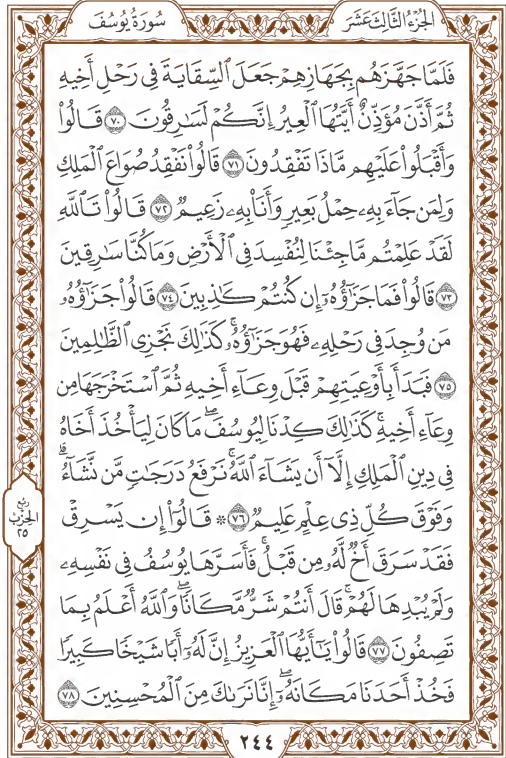 الجزء الثالث عشر
سورة يوسف
فَلَمَّا جَهَّزَهُم بِجَهَازِهِمْ جَعَلَ ٱلسِّقَايَةَ فِى رَحْلِ أَخِيهِ
ثُمَّ أَذَّنَ مُؤَذِّنٌ أَيَّتُهَا ٱلْعِيرُ إِنَّكُمْ لَسَٰرِقُونَ ٧٠ قَالُوا۟
وَأَقْبَلُوا۟ عَلَيْهِم مَّاذَا تَفْقِدُونَ ٧١ قَالُوا۟ نَفْقِدُ صُوَاعَ ٱلْمَلِكِ
وَلِمَن جَآءَ بِهِۦ حِمْلُ بَعِيرٍ وَأَنَا۠ بِهِۦ زَعِيمٌ ٧٢ قَالُوا۟ تَٱللَّهِ
لَقَدْ عَلِمْتُم مَّا جِئْنَا لِنُفْسِدَ فِى ٱلْأَرْضِ وَمَا كُنَّا سَٰرِقِينَ
٧٣ قَالُوا۟ فَمَا جَزَٰٓؤُهُۥٓ إِن كُنتُمْ كَٰذِبِينَ ٧٤ قَالُوا۟ جَزَٰٓؤُهُۥ
مَن وُجِدَ فِى رَحْلِهِۦ فَهُوَ جَزَٰٓؤُهُۥ ۚ كَذَٰلِكَ نَجْزِى ٱلظَّٰلِمِينَ
٧٥ فَبَدَأَ بِأَوْعِيَتِهِمْ قَبْلَ وِعَآءِ أَخِيهِ ثُمَّ ٱسْتَخْرَجَهَا مِن
وِعَآءِ أَخِيهِ ۚ كَذَٰلِكَ كِدْنَا لِيُوسُفَ ۖ مَا كَانَ لِيَأْخُذَ أَخَاهُ
فِى دِينِ ٱلْمَلِكِ إِلَّآ أَن يَشَآءَ ٱللَّهُ ۚ نَرْفَعُ دَرَجَٰتٍ مَّن نَّشَآءُ ۗ
وَفَوْقَ كُلِّ ذِى عِلْمٍ عَلِيمٌ ٧٦ ۞ قَالُوٓا۟ إِن يَسْرِقْ
فَقَدْ سَرَقَ أَخٌ لَّهُۥ مِن قَبْلُ ۚ فَأَسَرَّهَا يُوسُفُ فِى نَفْسِهِۦ
وَلَمْ يُبْدِهَا لَهُمْ ۚ قَالَ أَنتُمْ شَرٌّ مَّكَانًا ۖ وَٱللَّهُ أَعْلَمُ بِمَا
تَصِفُونَ ٧٧ قَالُوا۟ يَٰٓأَيُّهَا ٱلْعَزِيزُ إِنَّ لَهُۥٓ أَبًا شَيْخًا كَبِيرًا
فَخُذْ أَحَدَنَا مَكَانَهُۥٓ ۖ إِنَّا نَرَىٰكَ مِنَ ٱلْمُحْسِنِينَ ٧٨
ربع
الحزب
٢٥
٢٤٤